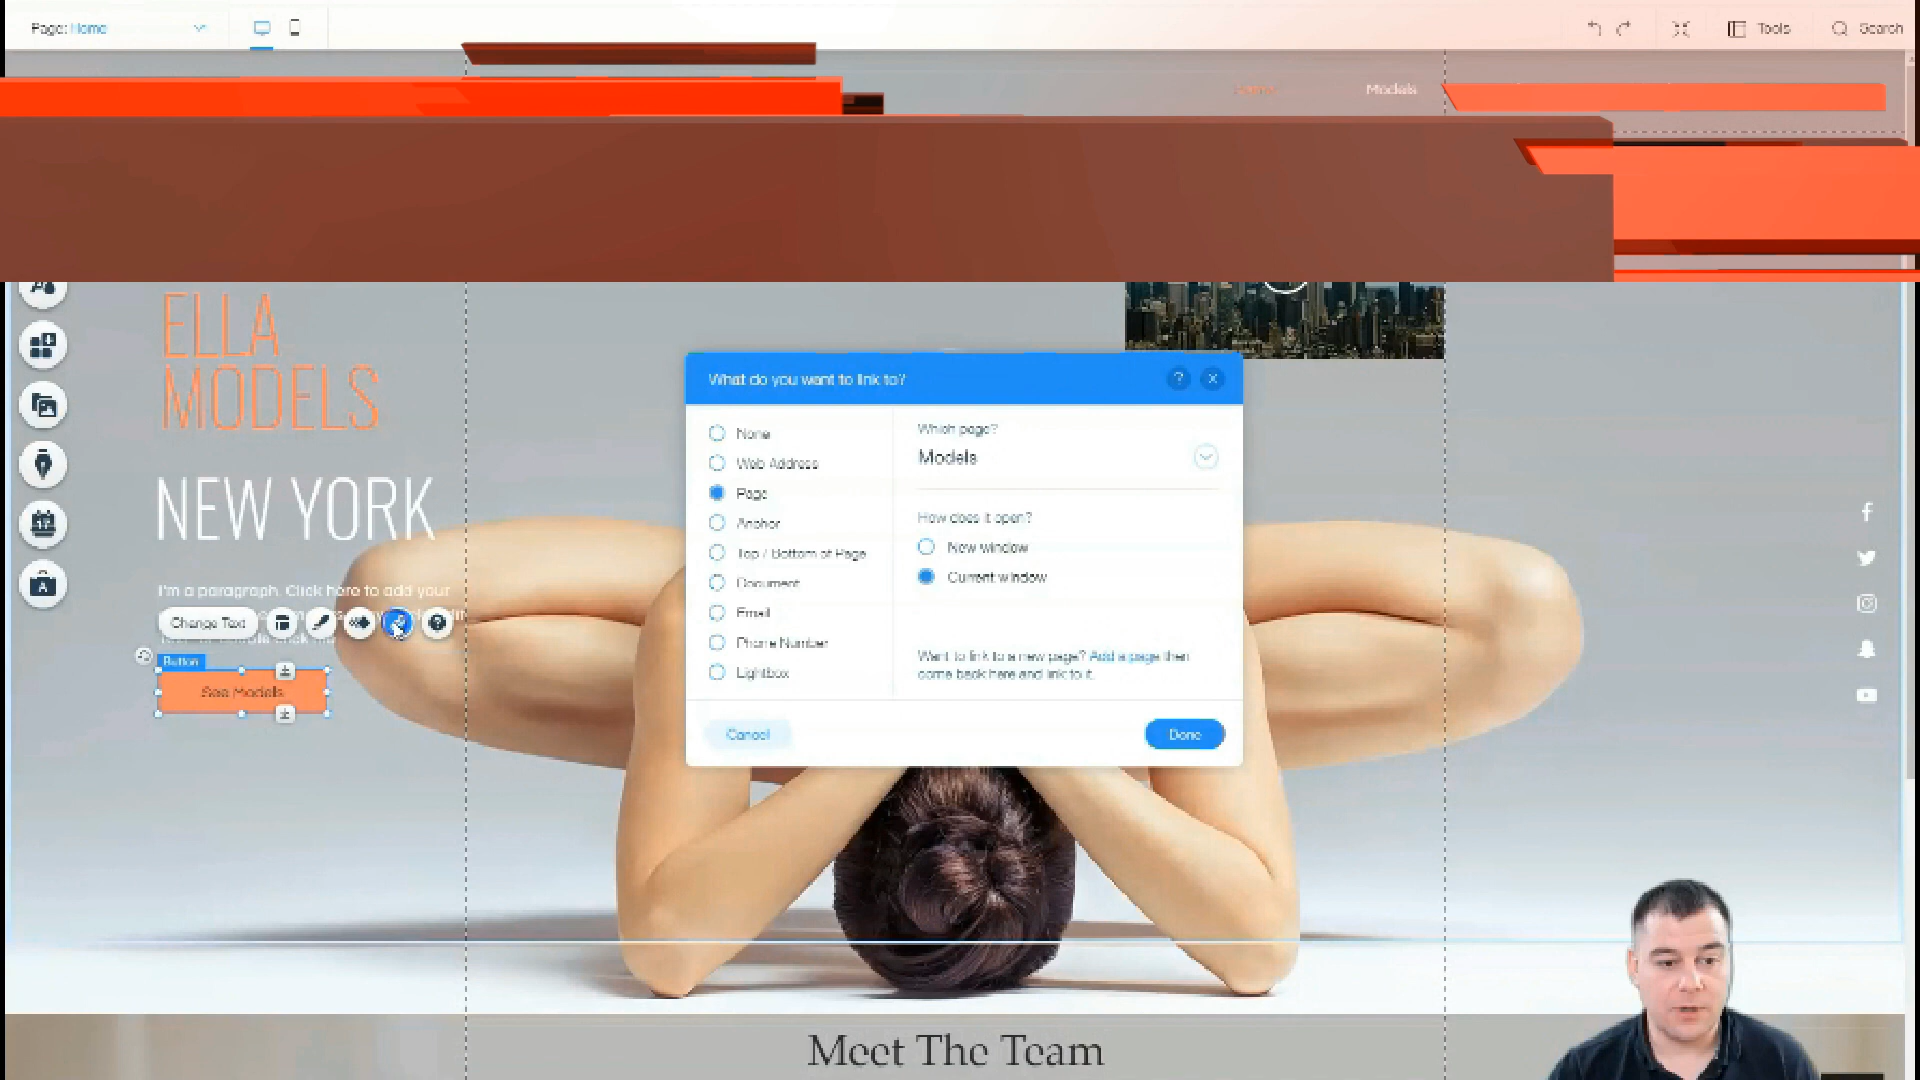 Page: Home
Tools
Search
Home
Models
ELLA
MODELS
NEW YORK
I'm a paragraph. Click here to add your
Change Text
Button
See Models
What do you want to link to?
None
Web Address
Page
Anchor
Top / Bottom of Page
Document
Email
Phone Number
Lightbox
Which page?
Models
How does it open?
New window
Current window
Want to link to a new page? Add a page then
come back here and link to it.
Cancel
Done
Meet The Team